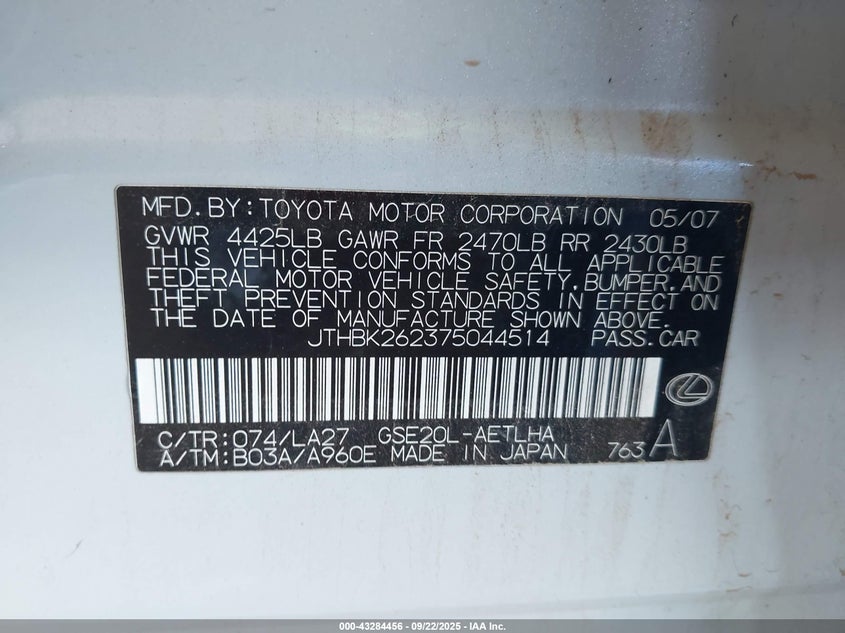 MFD.BY:TOYOTA MOTOR CORPORATION 05/07
GVWR 4425LB GAWR FR 2470LB RR 2430LB
THIS VEHICLE CONFORMS TO ALL APPLICABLE
FEDERAL MOTOR VEHICLE SAFETY,BUMPER,AND
THEFT PREVENTION STANDARDS IN EFFECT ON
THE DATE OF MANUFACTURE SHOWN ABOVE.
JTHBK262375044514 PASS.CAR
C/TR:074/LA27 GSE20L-AETLHA
A/TM:B03A/A960E MADE IN JAPAN 763 A
000-43284456 - 09/22/2025 - IAA Inc.